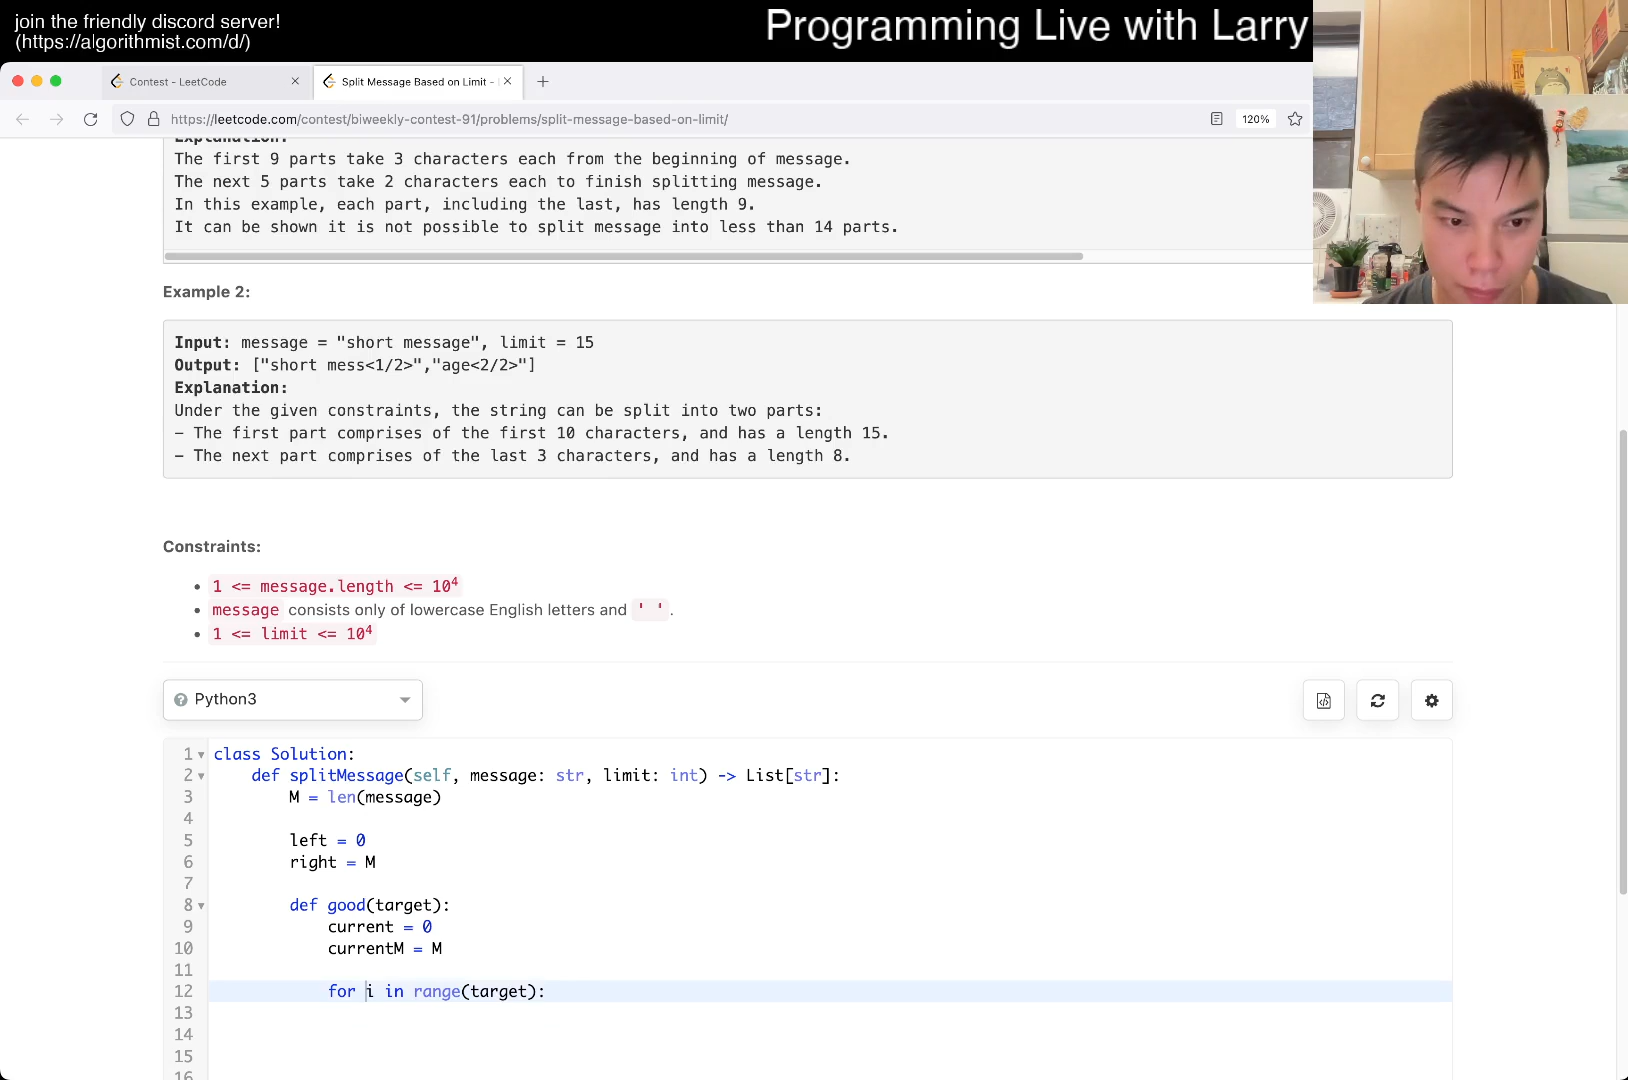 join the friendly discord server!
(https://algorithmist.com/d/)
Programming Live with Larry
Contest - LeetCode
Split Message Based on Limit -
https://leetcode.com/contest/biweekly-contest-91/problems/split-message-based-on-limit/
120%
Explanation:
The first 9 parts take 3 characters each from the beginning of message.
The next 5 parts take 2 characters each to finish splitting message.
In this example, each part, including the last, has length 9.
It can be shown it is not possible to split message into less than 14 parts.
Example 2:
Input: message = "short message", limit = 15
Output: ["short mess<1/2>","age<2/2>"]
Explanation:
Under the given constraints, the string can be split into two parts:
- The first part comprises of the first 10 characters, and has a length 15.
- The next part comprises of the last 3 characters, and has a length 8.
Constraints:
• 1 <= message.length <= 10⁴
• message consists only of lowercase English letters and ' '.
• 1 <= limit <= 10⁴
Python3
1 class Solution:
2 def splitMessage(self, message: str, limit: int) -> List[str]:
3 M = len(message)
4
5 left = 0
6 right = M
7
8 def good(target):
9 current = 0
10 currentM = M
11
12 for i in range(target):
13
14
15
16